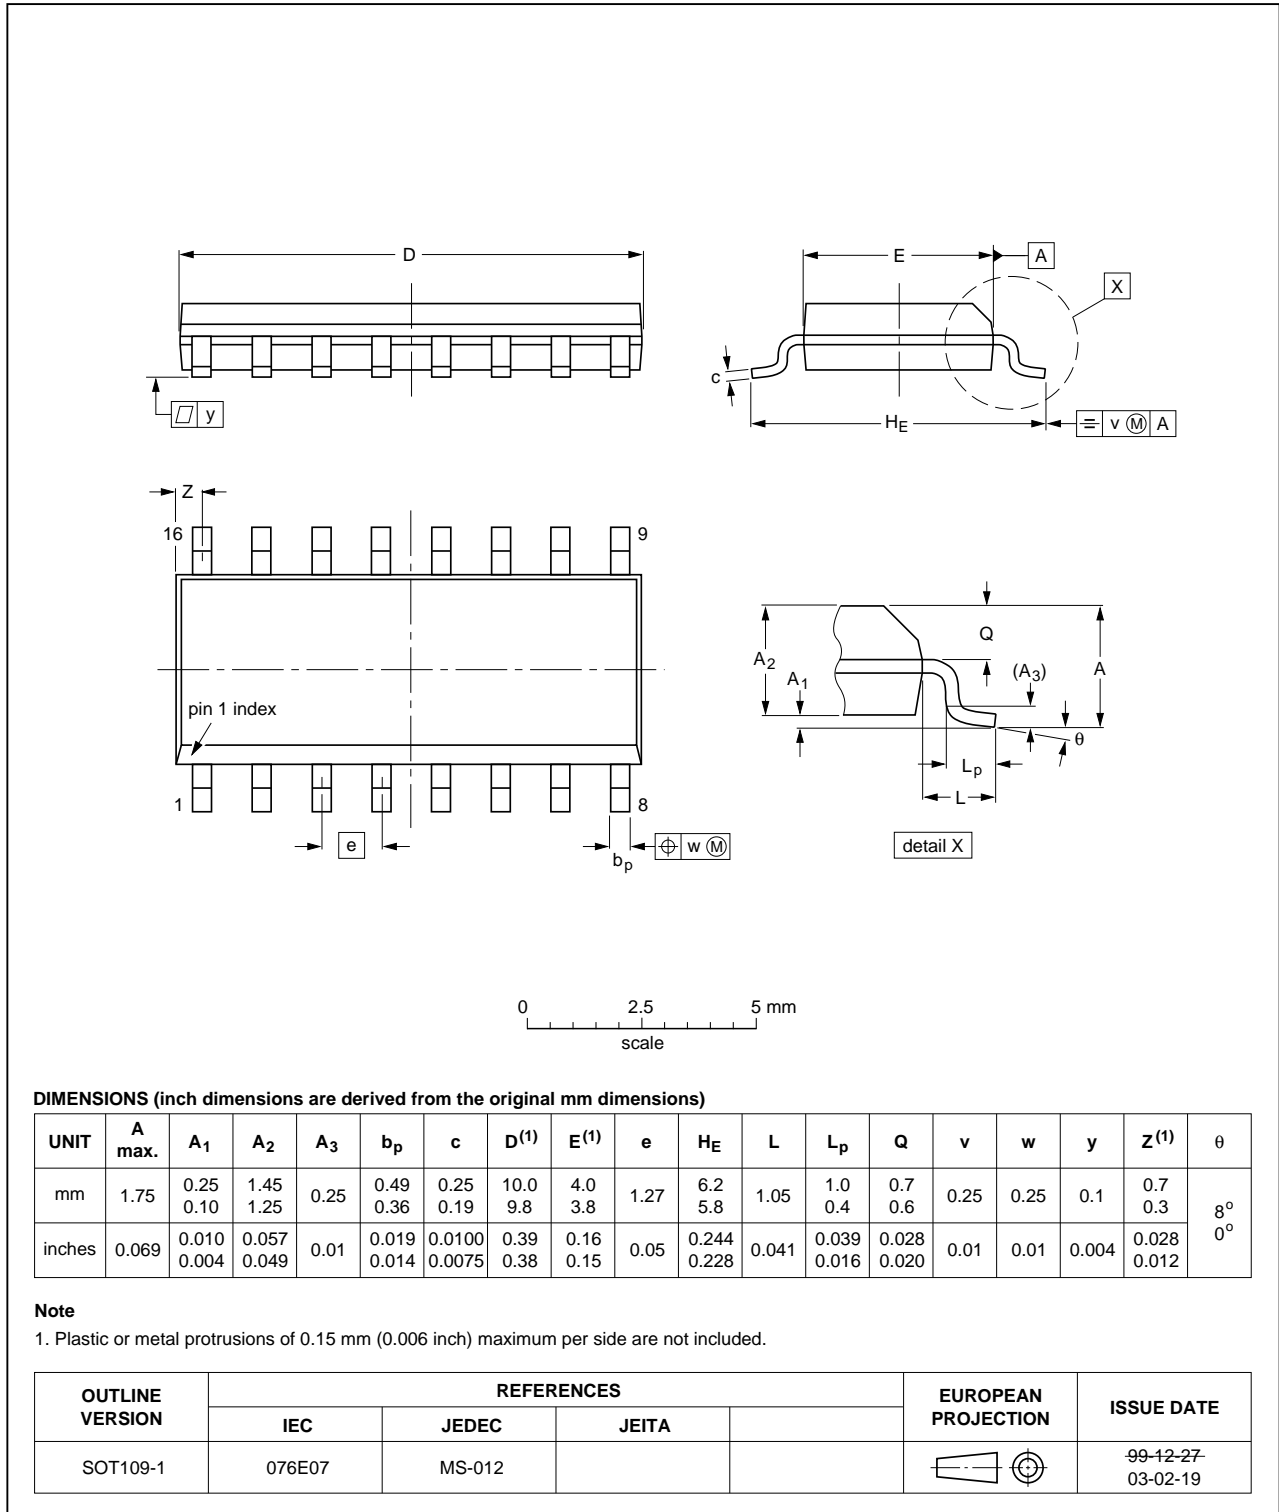 D
E
A
X
c
y
HE
v M A
Z
16
9
pin 1 index
1
8
e
bp
w M
A2
A1
Q
(A3)
A
θ
Lp
L
detail X
0 2.5 5 mm
scale
DIMENSIONS (inch dimensions are derived from the original mm dimensions)
UNIT A max. A1 A2 A3 bp c D(1) E(1) e HE L Lp Q v w y Z(1) θ
mm 1.75 0.25 0.10 1.45 1.25 0.25 0.49 0.36 0.25 0.19 10.0 9.8 4.0 3.8 1.27 6.2 5.8 1.05 1.0 0.4 0.7 0.6 0.25 0.25 0.1 0.7 0.3 8o 0o
inches 0.069 0.010 0.004 0.057 0.049 0.01 0.019 0.014 0.0100 0.0075 0.39 0.38 0.16 0.15 0.05 0.244 0.228 0.041 0.039 0.016 0.028 0.020 0.01 0.01 0.004 0.028 0.012
Note
1. Plastic or metal protrusions of 0.15 mm (0.006 inch) maximum per side are not included.
OUTLINE VERSION REFERENCES EUROPEAN PROJECTION ISSUE DATE
IEC JEDEC JEITA
SOT109-1 076E07 MS-012 99-12-27
03-02-19